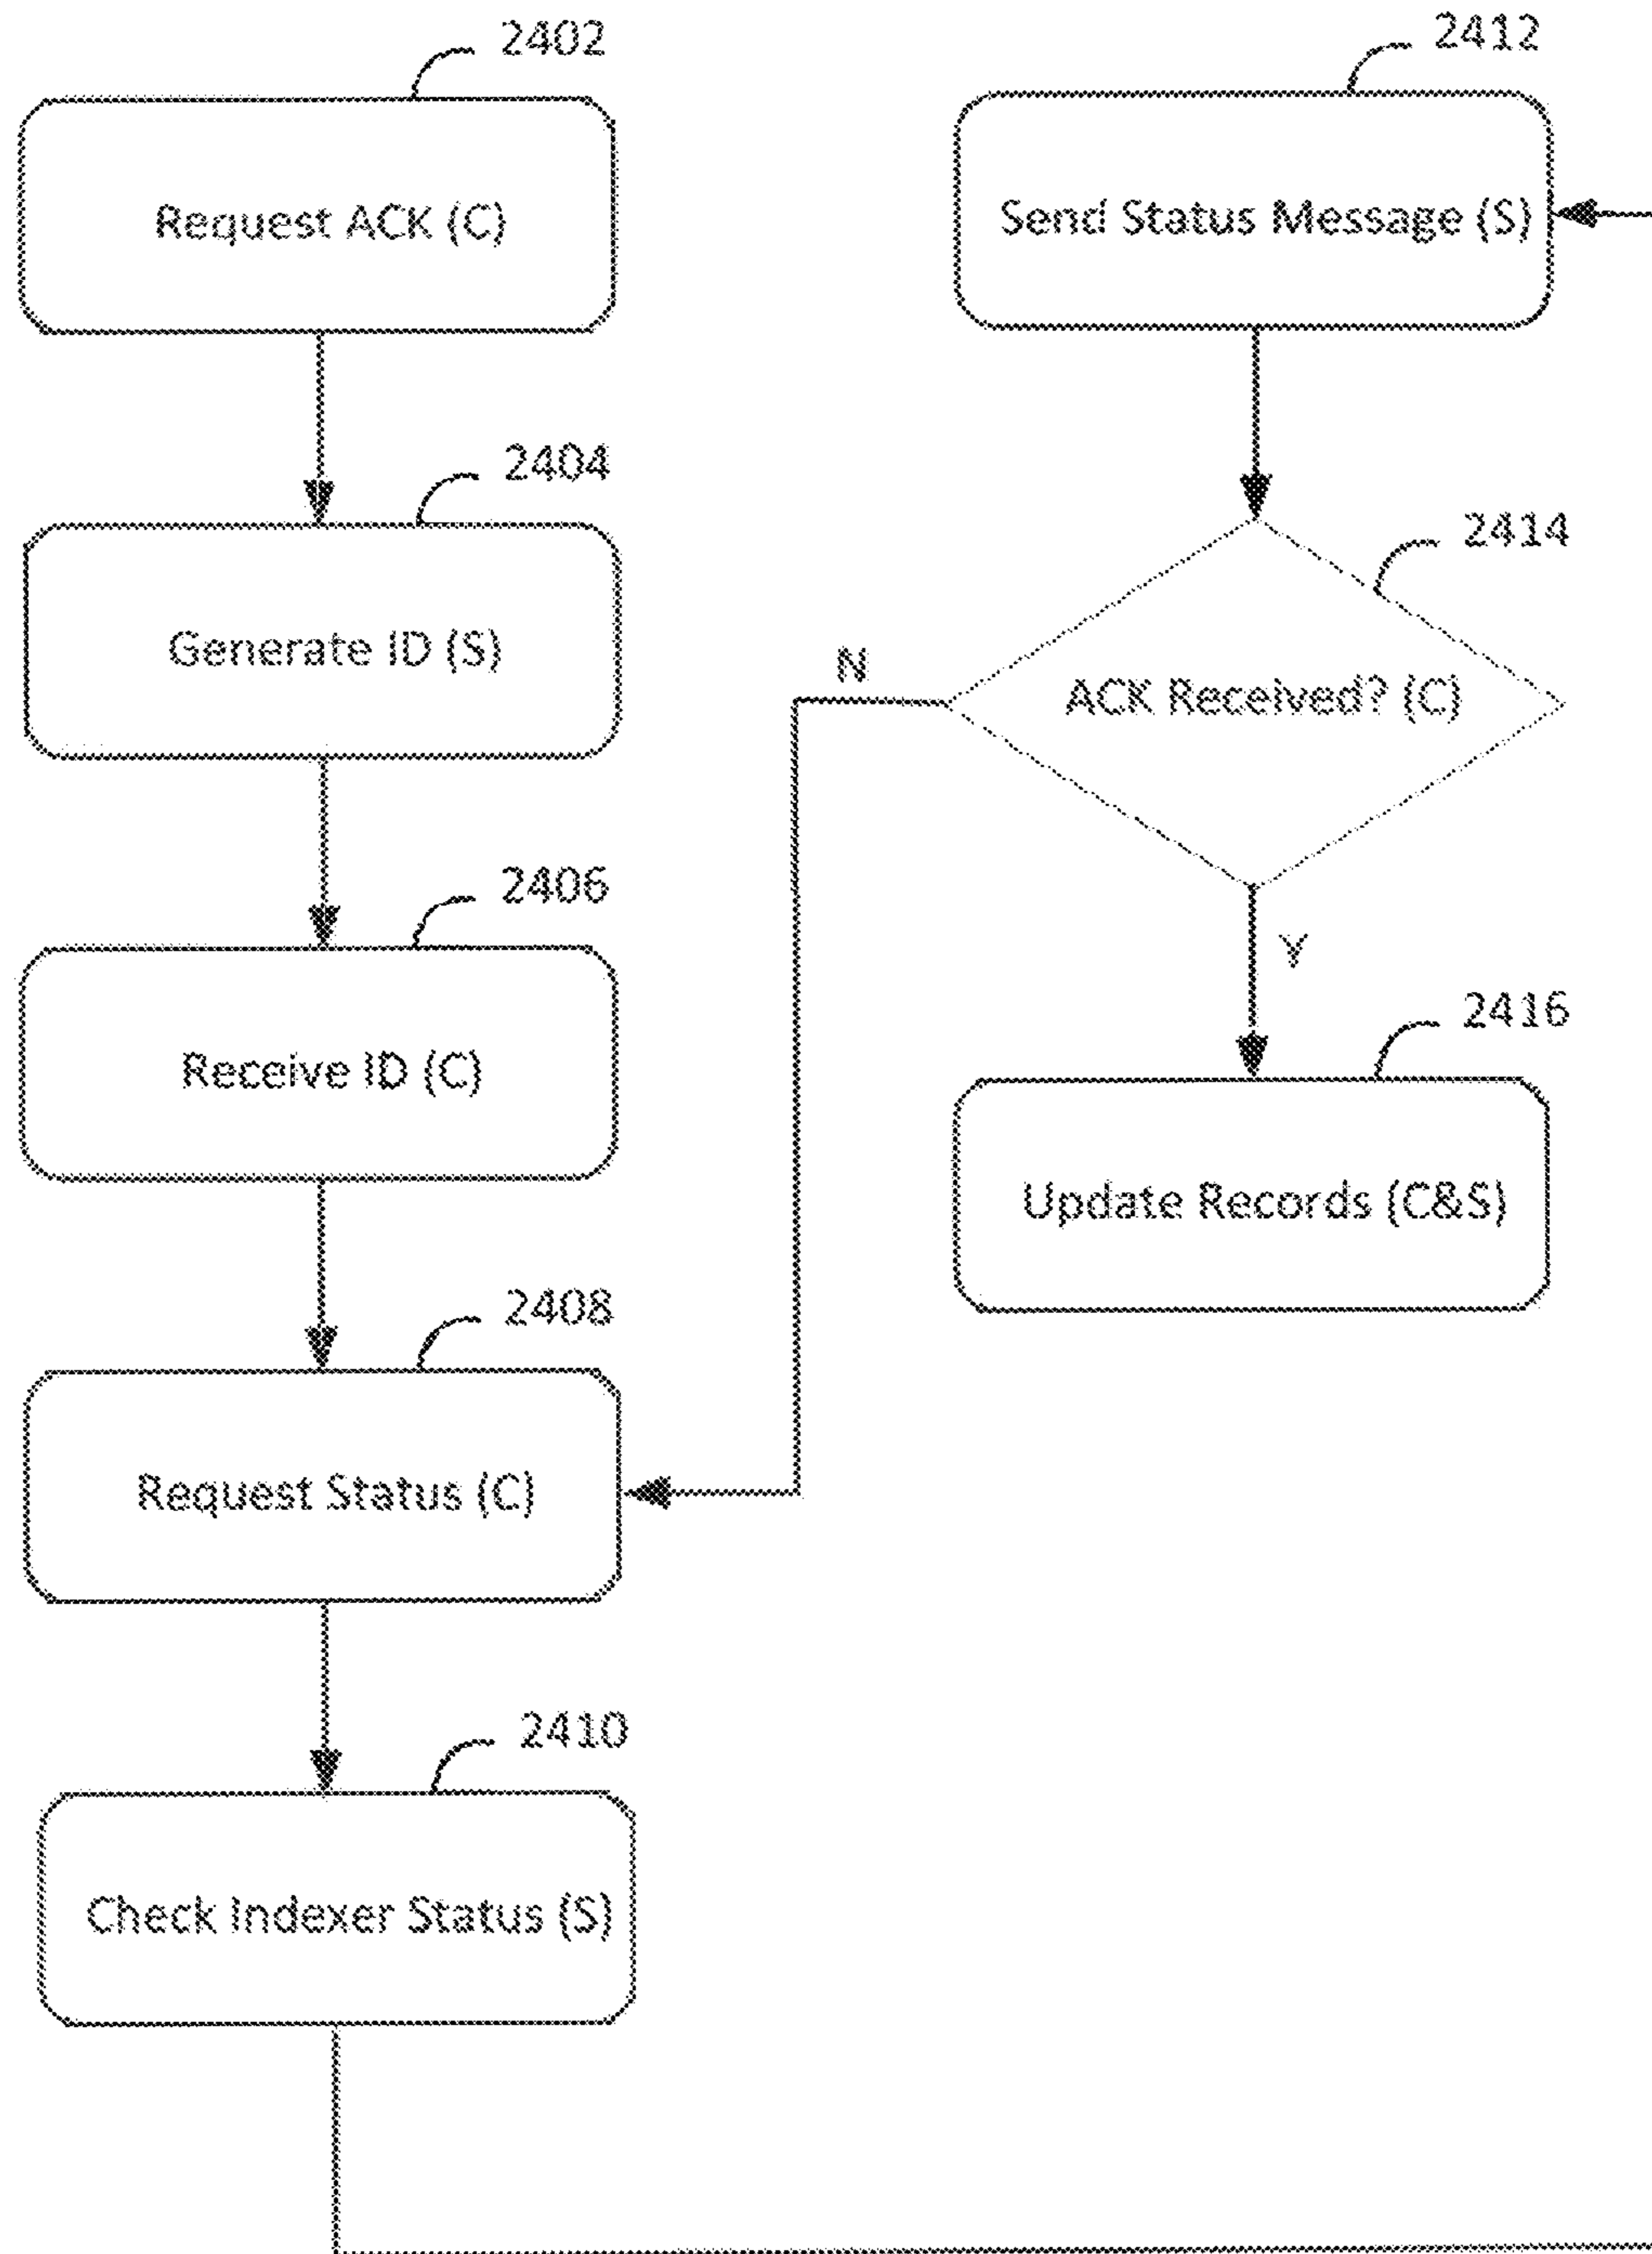 2402
Request ACK (C)
2404
Generate ID (S)
2406
Receive ID (C)
2408
Request Status (C)
2410
Check Indexer Status (S)
2412
Send Status Message (S)
2414
ACK Received? (C)
N
Y
2416
Update Records (C&S)